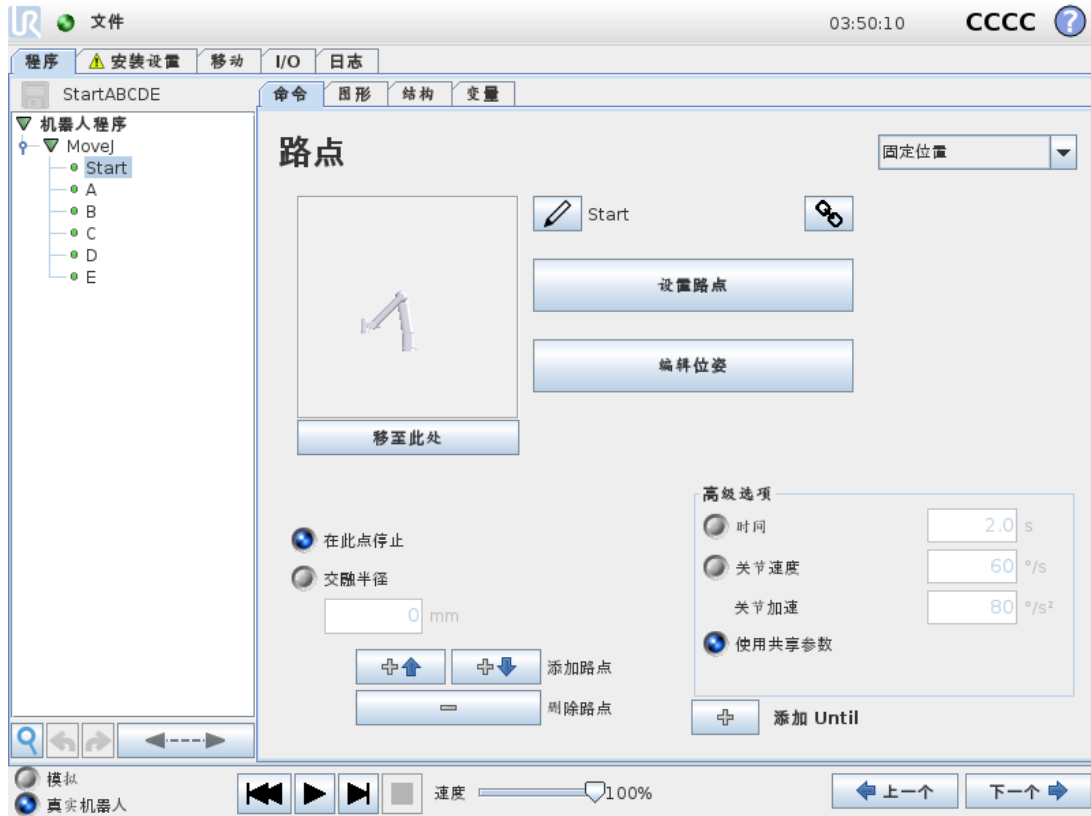 UR 文件 03:50:10 CCCC ?
程序 安装设置 移动 I/O 日志
StartABCDE 命令 图形 结构 变量
机器人程序
MoveJ
Start
A
B
C
D
E
路点 固定位置
Start
设置路点
编辑位姿
移至此处
高级选项
时间 2.0 s
在此点停止
关节速度 60 °/s
交融半径
关节加速 80 °/s²
0 mm
使用共享参数
添加路点
删除路点
添加 Until
模拟
真实机器人
速度 100% 上一个 下一个